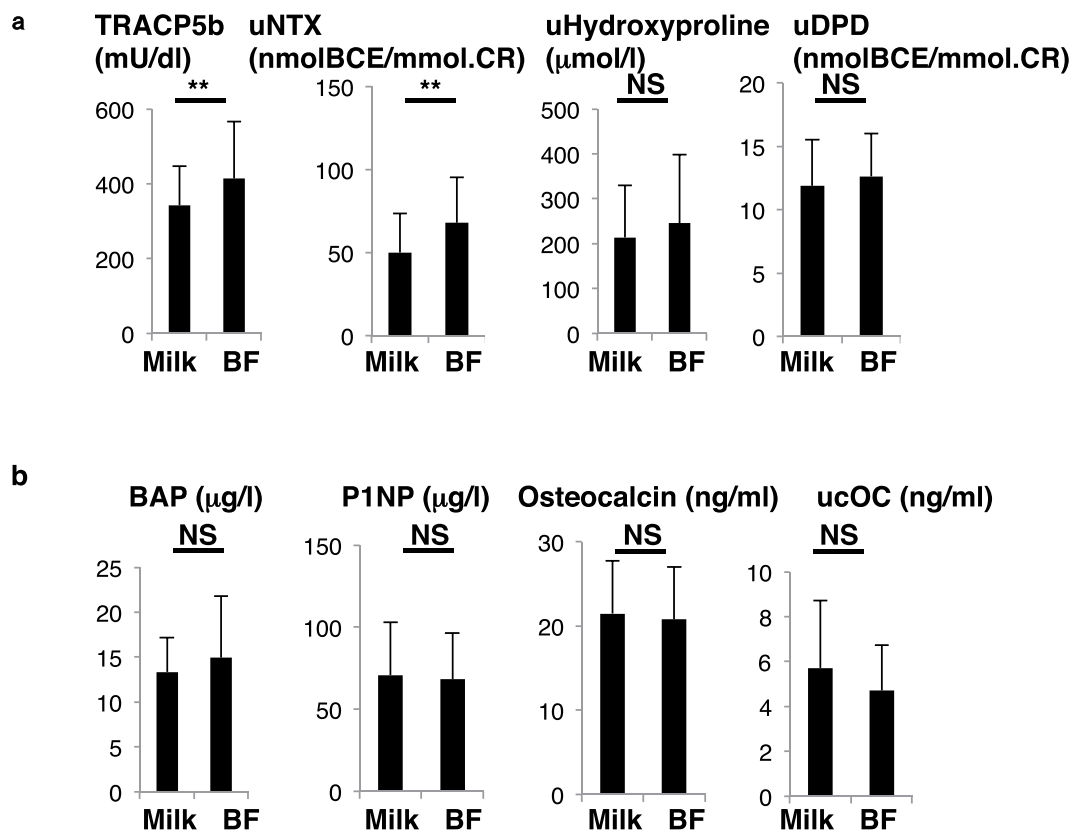 a
TRACP5b
(mU/dl)
**
600
400
200
0
Milk BF
uNTX
(nmolBCE/mmol.CR)
**
150
100
50
0
Milk BF
uHydroxyproline
(μmol/l)
NS
500
400
300
200
100
0
Milk BF
uDPD
(nmolBCE/mmol.CR)
NS
20
15
10
5
0
Milk BF
b
BAP (μg/l)
NS
25
20
15
10
5
0
Milk BF
P1NP (μg/l)
NS
150
100
50
0
Milk BF
Osteocalcin (ng/ml)
NS
30
20
10
0
Milk BF
ucOC (ng/ml)
NS
10
8
6
4
2
0
Milk BF